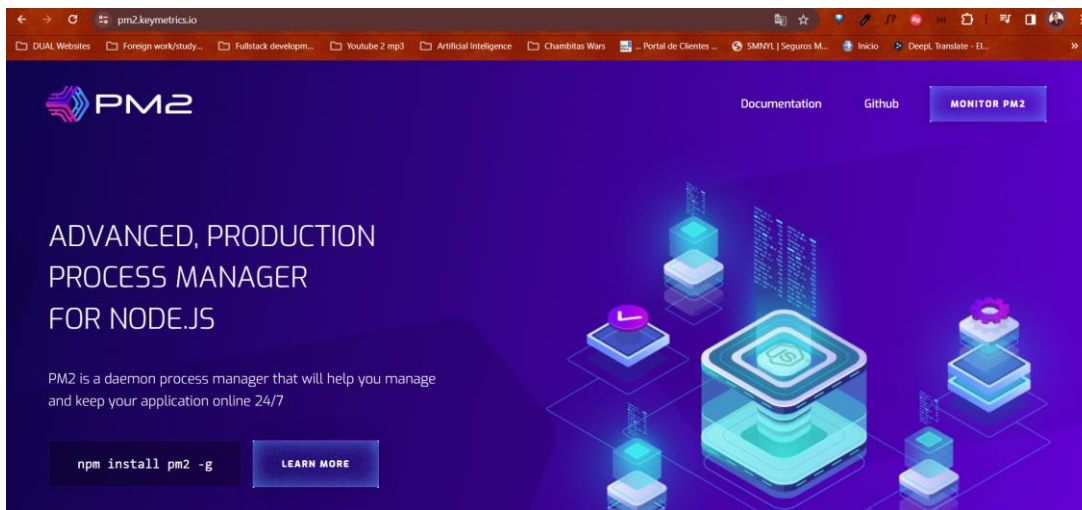 pm2.keymetrics.io
DUAL Websites
Foreign work/study...
Fullstack developm...
Youtube 2 mp3
Artificial Inteligence
Chambitas Wars
... Portal de Clientes ...
SMNYL | Seguros M...
Inicio
DeepL Translate - El...
»
PM2
Documentation
Github
MONITOR PM2
ADVANCED, PRODUCTION
PROCESS MANAGER
FOR NODE.JS
PM2 is a daemon process manager that will help you manage
and keep your application online 24/7
npm install pm2 -g
LEARN MORE